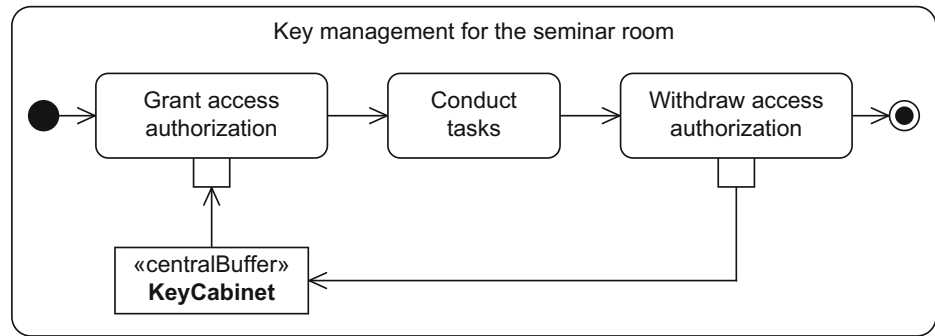 Key management for the seminar room
Grant access
authorization
Conduct
tasks
Withdraw access
authorization
«centralBuffer»
KeyCabinet